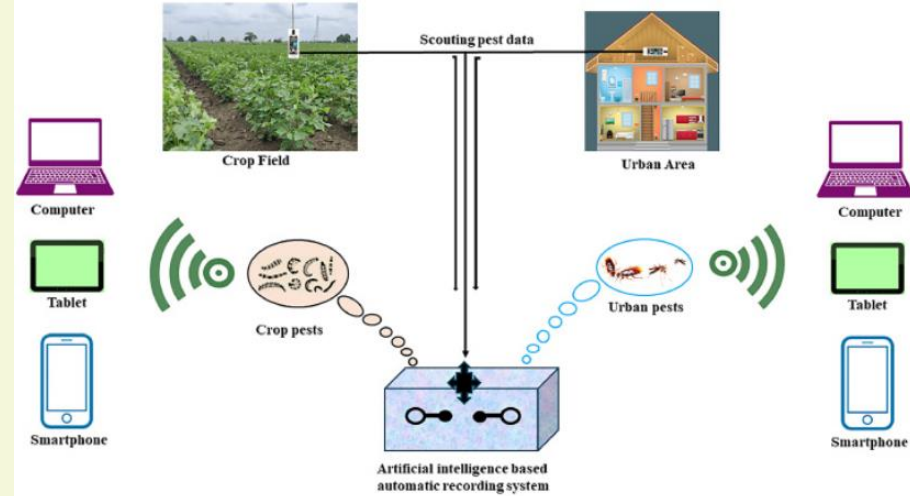 Scouting pest data
Crop Field
Urban Area
Computer
Computer
Tablet
Tablet
Crop pests
Urban pests
Smartphone
Smartphone
Artificial intelligence based
automatic recording system